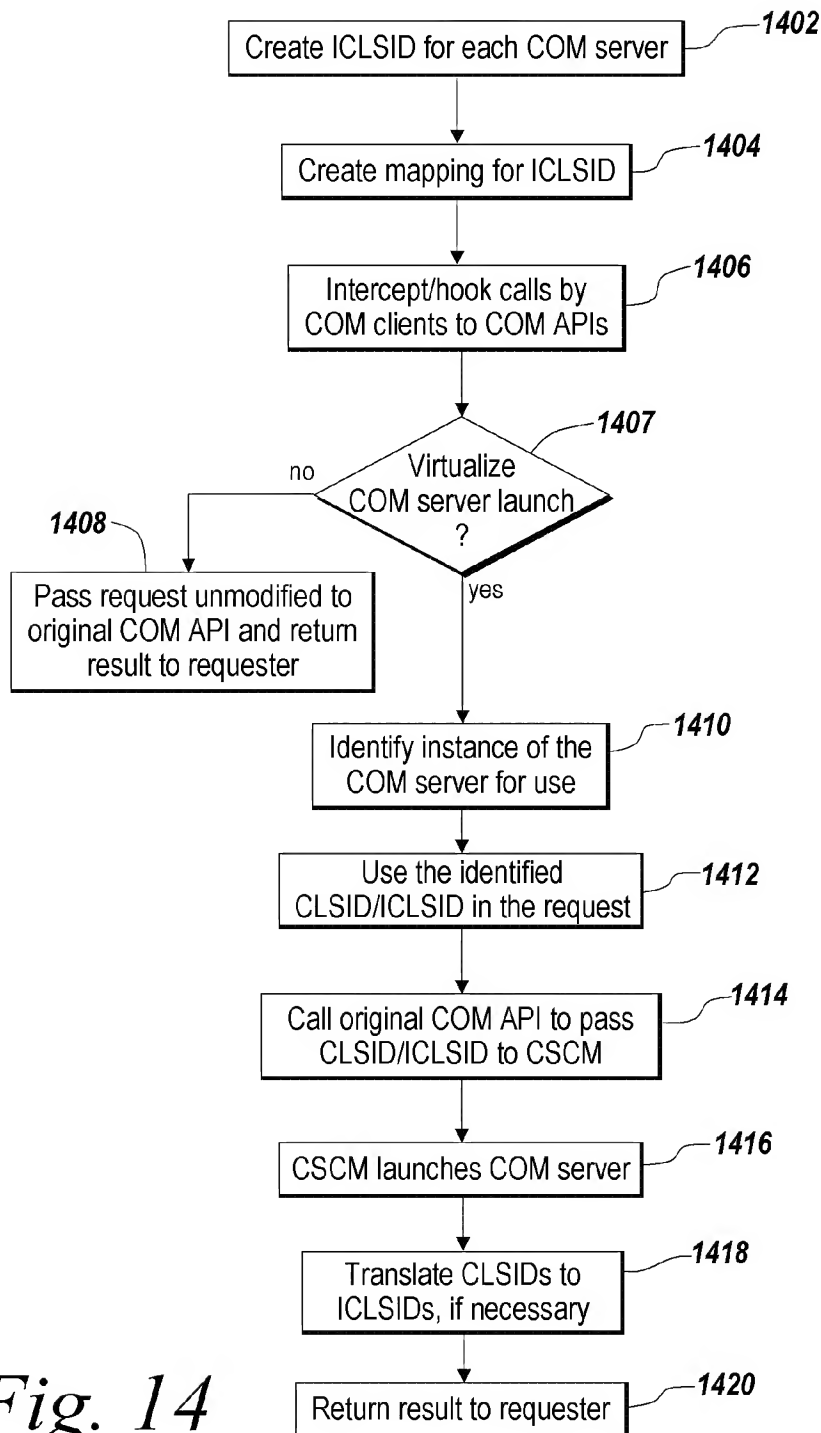 Create ICLSID for each COM server
1402
Create mapping for ICLSID
1404
Intercept/hook calls by
COM clients to COM APIs
1406
Virtualize
COM server launch
?
1407
no
yes
1408
Pass request unmodified to
original COM API and return
result to requester
Identify instance of the
COM server for use
1410
Use the identified
CLSID/ICLSID in the request
1412
Call original COM API to pass
CLSID/ICLSID to CSCM
1414
CSCM launches COM server
1416
Translate CLSIDs to
ICLSIDs, if necessary
1418
Return result to requester
1420
Fig. 14